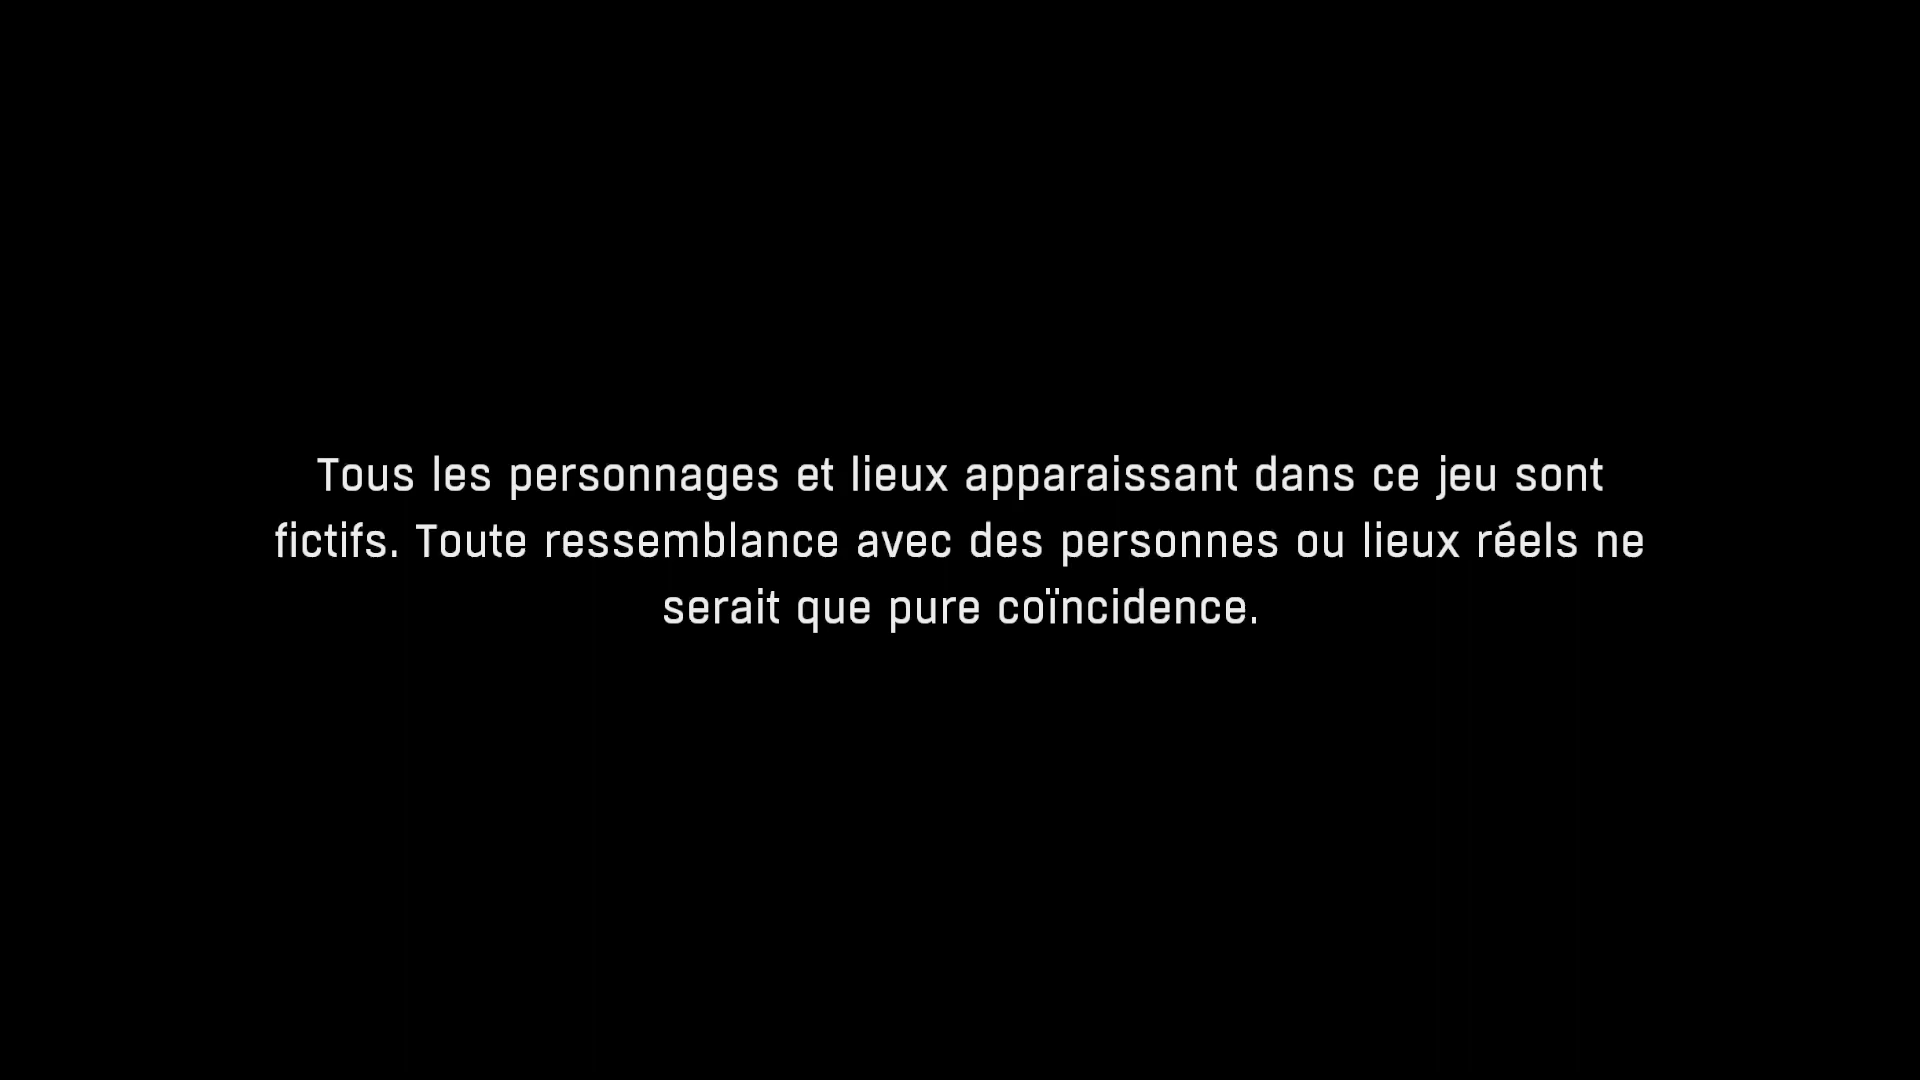 Tous les personnages et lieux apparaissant dans ce jeu sont
fictifs. Toute ressemblance avec des personnes ou lieux réels ne
serait que pure coïncidence.